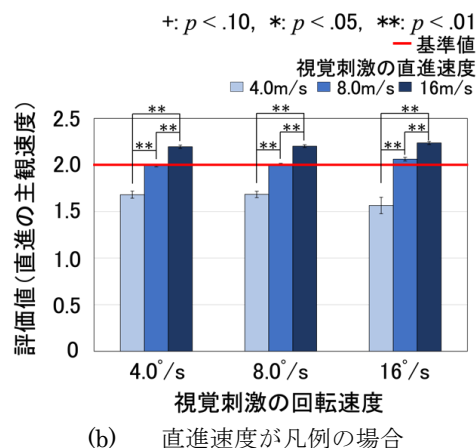 +: p < .10, *: p < .05, **: p < .01
基準値
視覚刺激の直進速度
4.0m/s 8.0m/s 16m/s
評価値(直進の主観速度)
2.5
2.0
1.5
1.0
0.5
0
** ** **
** ** **
** ** **
4.0°/s 8.0°/s 16°/s
視覚刺激の回転速度
(b) 直進速度が凡例の場合